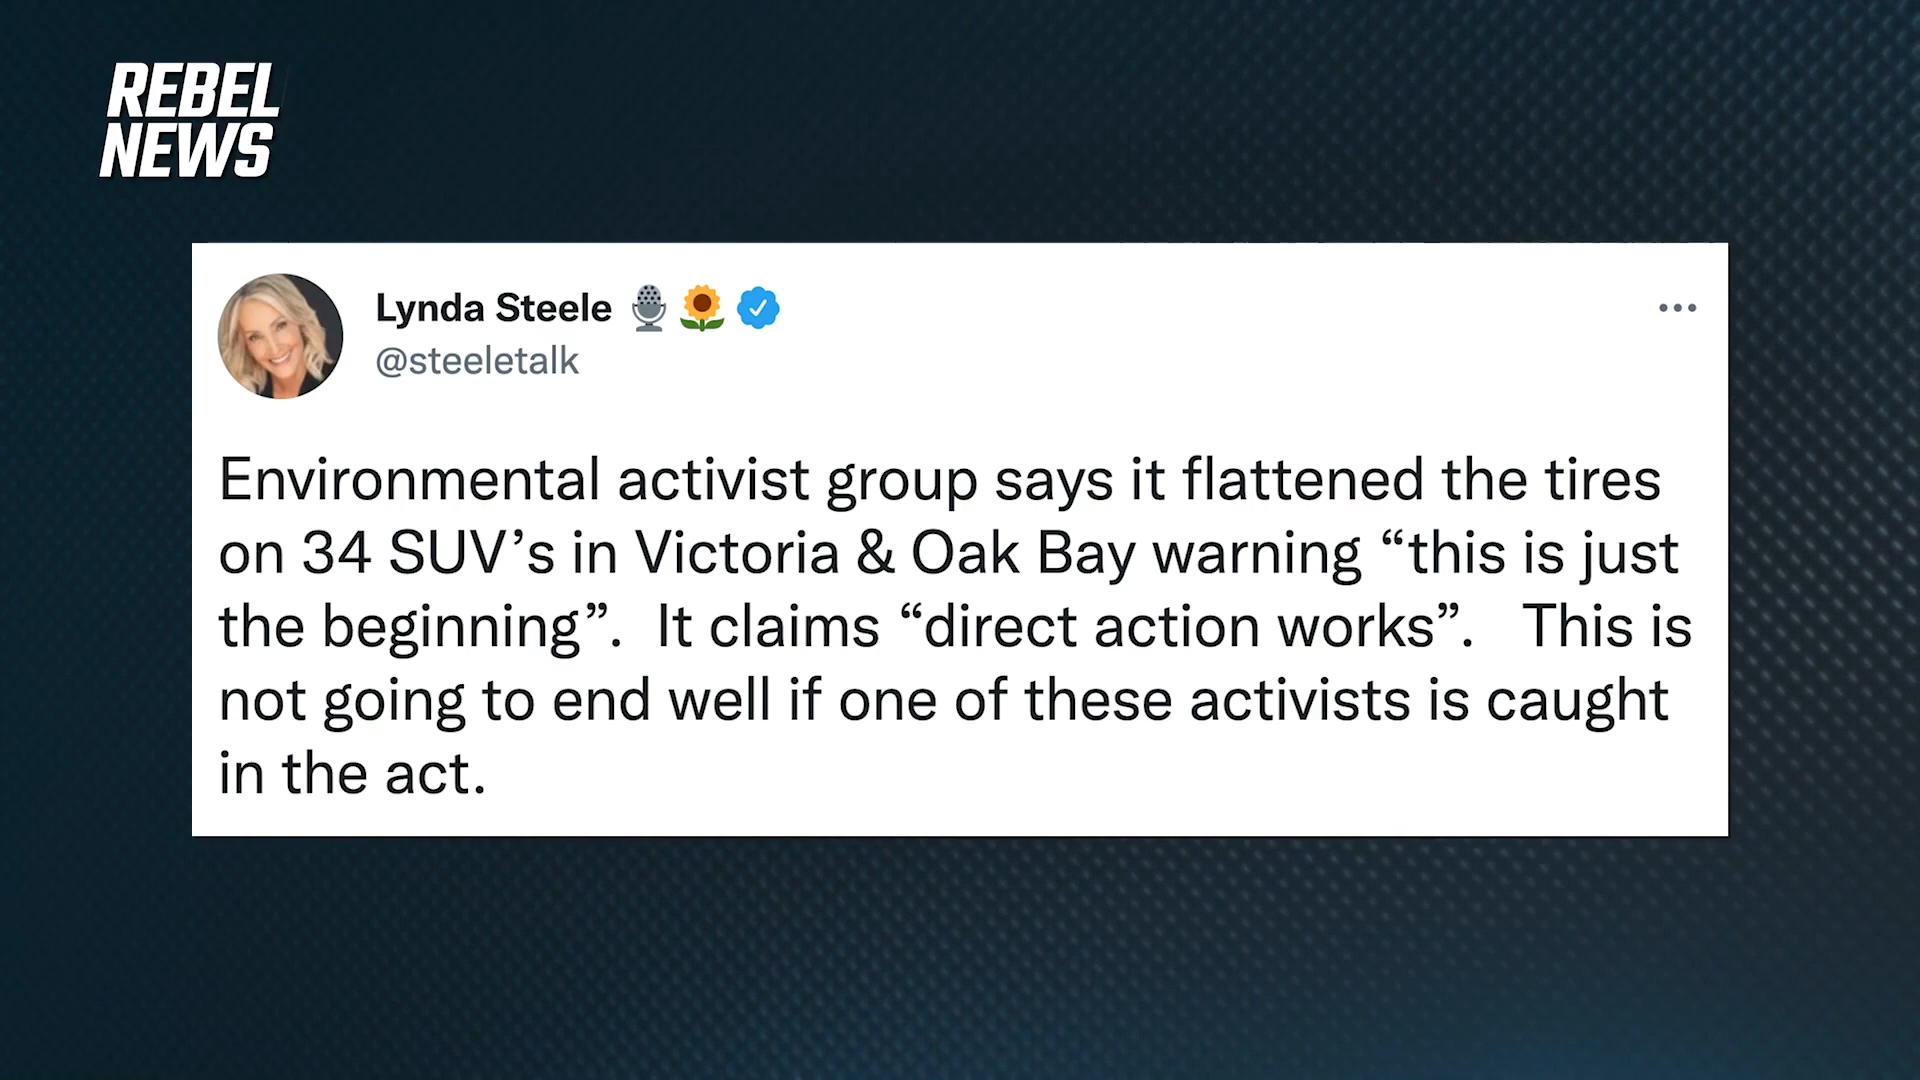 REBEL
NEWS
Lynda Steele 🎙️🌻
@steeletalk
Environmental activist group says it flattened the tires
on 34 SUV’s in Victoria & Oak Bay warning “this is just
the beginning”.  It claims “direct action works”.   This is
not going to end well if one of these activists is caught
in the act.